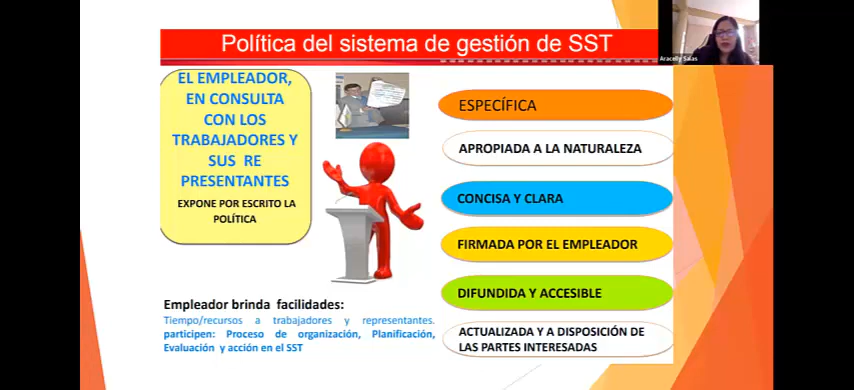 Política del sistema de gestión de SST
Aracelly Salas
EL EMPLEADOR,
EN CONSULTA
CON LOS
TRABAJADORES Y
SUS RE
PRESENTANTES
EXPONE POR ESCRITO LA
POLÍTICA
ESPECÍFICA
APROPIADA A LA NATURALEZA
CONCISA Y CLARA
FIRMADA POR EL EMPLEADOR
DIFUNDIDA Y ACCESIBLE
ACTUALIZADA Y A DISPOSICIÓN DE
LAS PARTES INTERESADAS
Empleador brinda facilidades:
Tiempo/recursos a trabajadores y representantes.
participen: Proceso de organización, Planificación,
Evaluación y acción en el SST